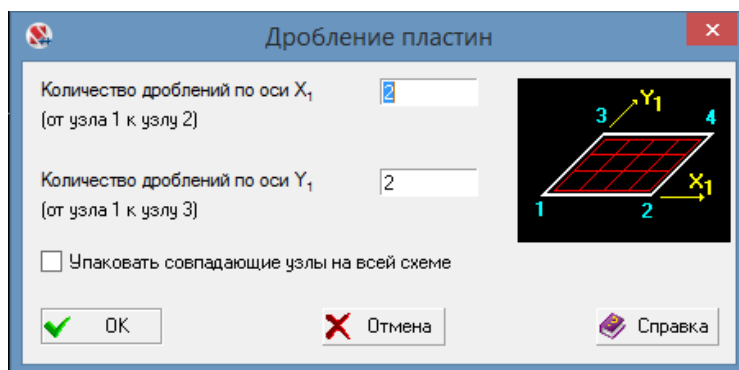 Дробление пластин
Количество дроблений по оси X₁
(от узла 1 к узлу 2)
2
Количество дроблений по оси Y₁
(от узла 1 к узлу 3)
2
Упаковать совпадающие узлы на всей схеме
3
Y₁
4
X₁
1
2
ОК
Отмена
Справка